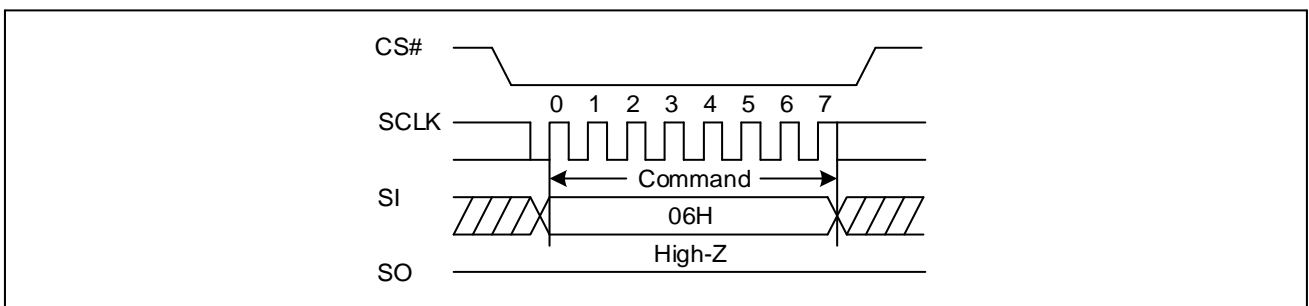 CS#
0 1 2 3 4 5 6 7
SCLK
Command
SI
06H
High-Z
SO